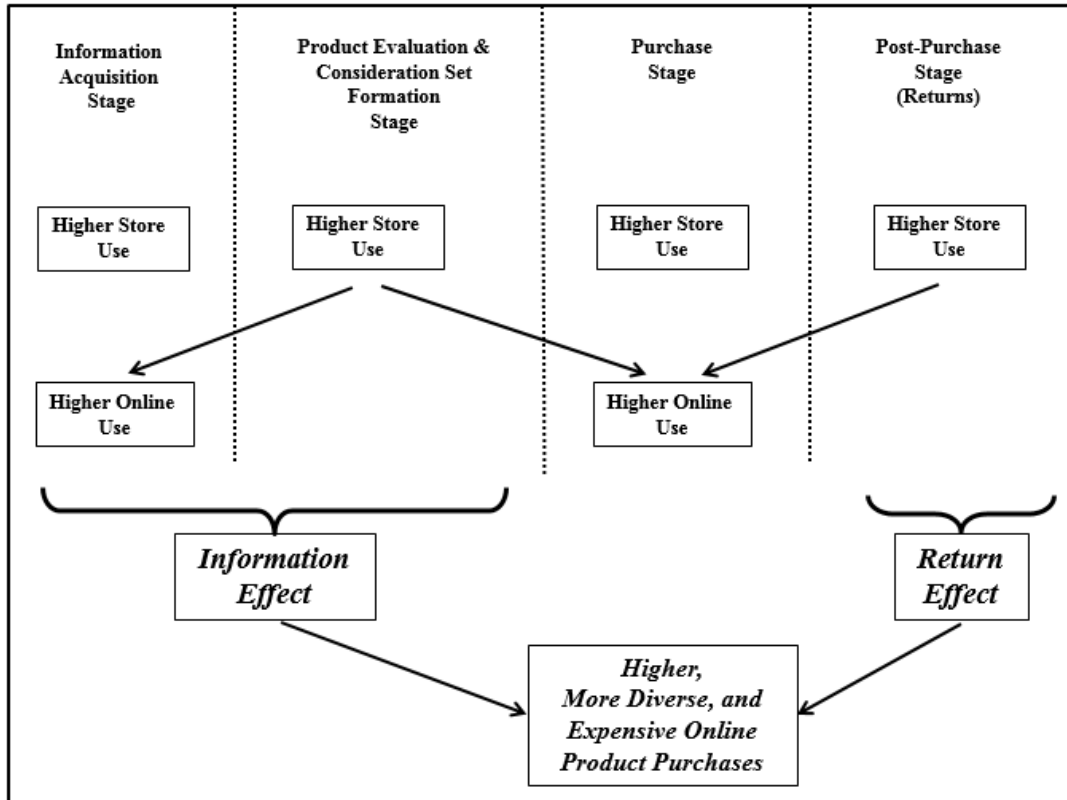 Information
Acquisition
Stage
Product Evaluation &
Consideration Set
Formation
Stage
Purchase
Stage
Post-Purchase
Stage
(Returns)
Higher Store
Use
Higher Store
Use
Higher Store
Use
Higher Store
Use
Higher Online
Use
Higher Online
Use
Information
Effect
Return
Effect
Higher,
More Diverse, and
Expensive Online
Product Purchases